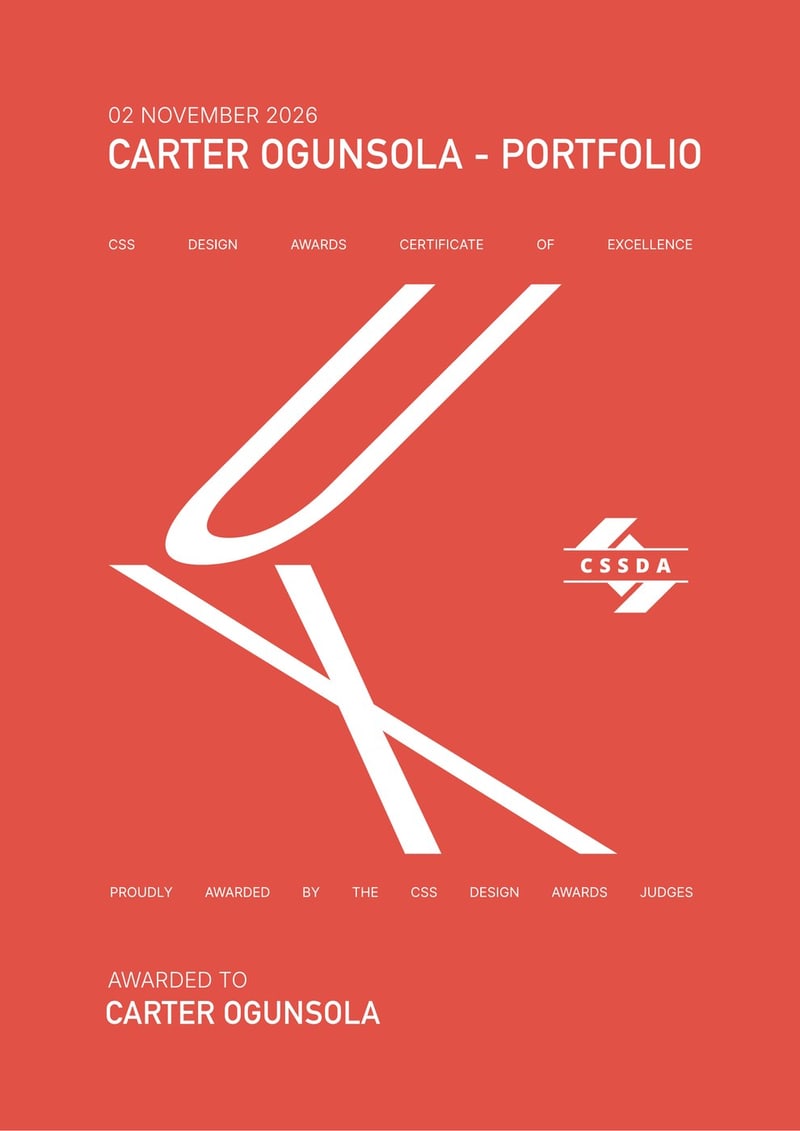 02 NOVEMBER 2026
CARTER OGUNSOLA - PORTFOLIO
CSS DESIGN AWARDS CERTIFICATE OF EXCELLENCE
U
CSSDA
X
PROUDLY AWARDED BY THE CSS DESIGN AWARDS JUDGES
AWARDED TO
CARTER OGUNSOLA